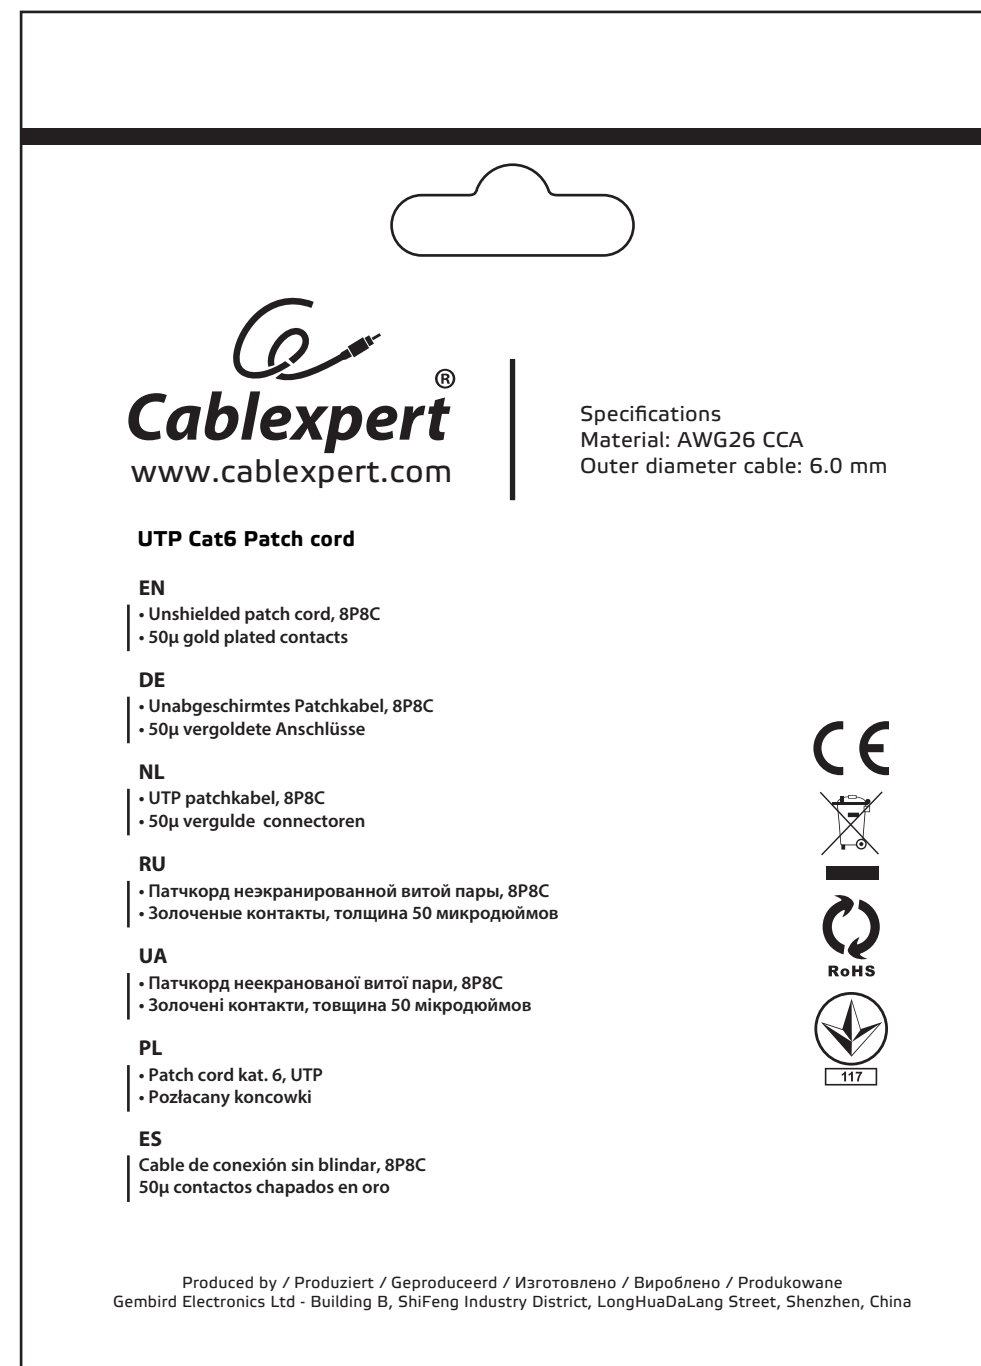 Cablexpert®
www.cablexpert.com
Specifications
Material: AWG26 CCA
Outer diameter cable: 6.0 mm
UTP Cat6 Patch cord
EN
• Unshielded patch cord, 8P8C
• 50µ gold plated contacts
DE
• Unabgeschirmtes Patchkabel, 8P8C
• 50µ vergoldete Anschlüsse
NL
• UTP patchkabel, 8P8C
• 50µ vergulde  connectoren
RU
• Патчкорд неэкранированной витой пары, 8P8C
• Золоченые контакты, толщина 50 микродюймов
UA
• Патчкорд неекранованої витої пари, 8P8C
• Золочені контакти, товщина 50 мікродюймов
PL
• Patch cord kat. 6, UTP
• Pozłacany koncowki
ES
Cable de conexión sin blindar, 8P8C
50µ contactos chapados en oro
CE
RoHS
117
Produced by / Produziert / Geproduceerd / Изготовлено / Вироблено / Produkowane
Gembird Electronics Ltd - Building B, ShiFeng Industry District, LongHuaDaLang Street, Shenzhen, China